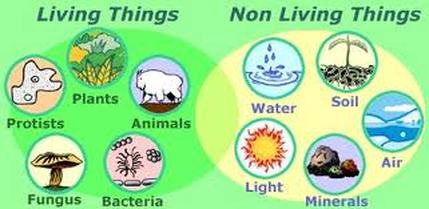 Living Things
Non Living Things
Plants
Protists
Animals
Fungus
Bacteria
Water
Soil
Air
Light
Minerals